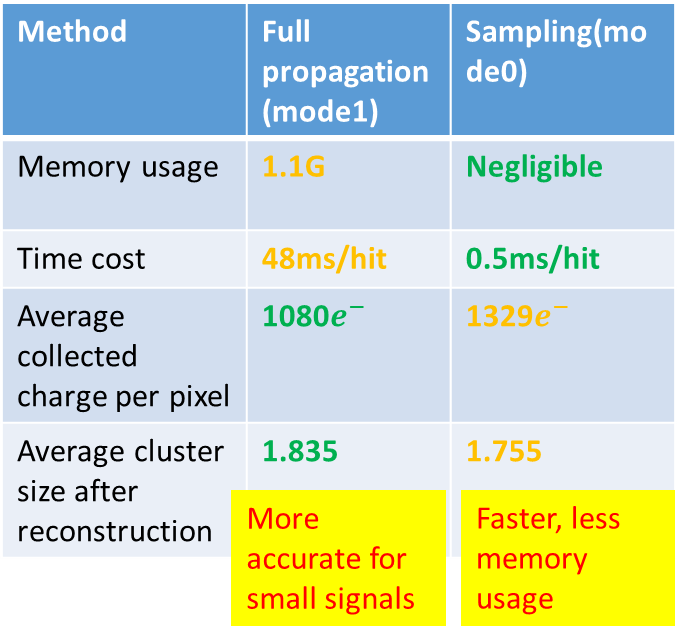 Method
Full
propagation
(mode1)
Sampling(mo
de0)
Memory usage
1.1G
Negligible
Time cost
48ms/hit
0.5ms/hit
Average
collected
charge per pixel
1080e⁻
1329e⁻
Average cluster
size after
reconstruction
1.835
1.755
More
accurate for
small signals
Faster, less
memory
usage